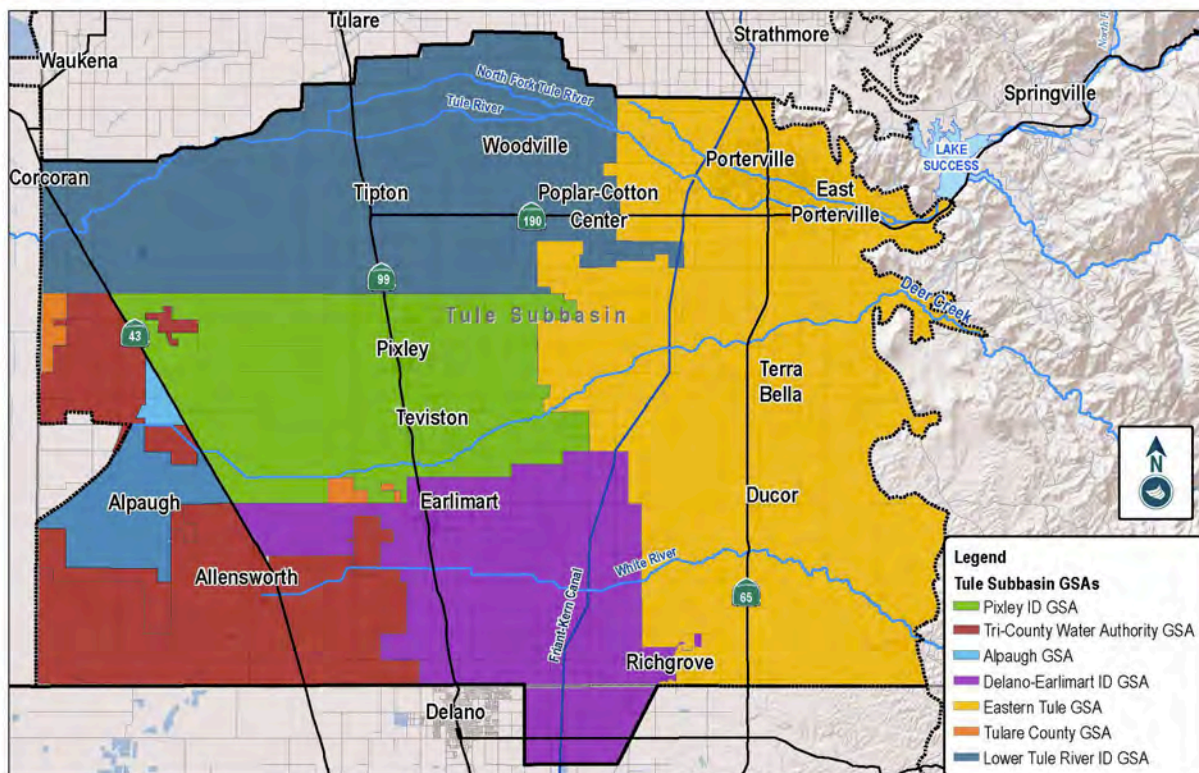 Tulare
Strathmore
North F
Waukena
North Fork Tule River
Springville
Tule River
Woodville
LAKE
SUCCESS
Porterville
Corcoran
Tipton
Poplar-Cotton
Center
East
Porterville
190
99
Deer Creek
Tule Subbasin
43
Pixley
Terra
Bella
Teviston
N
Alpaugh
Earlimart
Ducor
Legend
Tule Subbasin GSAs
Pixley ID GSA
Tri-County Water Authority GSA
Alpaugh GSA
Delano-Earlimart ID GSA
Eastern Tule GSA
Tulare County GSA
Lower Tule River ID GSA
White River
Allensworth
65
Friant-Kern Canal
Richgrove
Delano